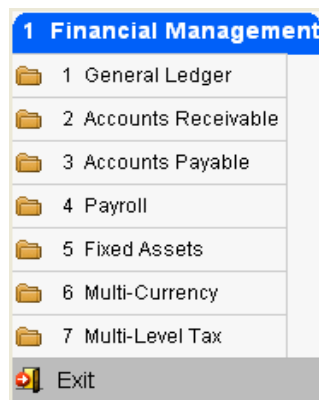 1 Financial Management
1 General Ledger
2 Accounts Receivable
3 Accounts Payable
4 Payroll
5 Fixed Assets
6 Multi-Currency
7 Multi-Level Tax
Exit